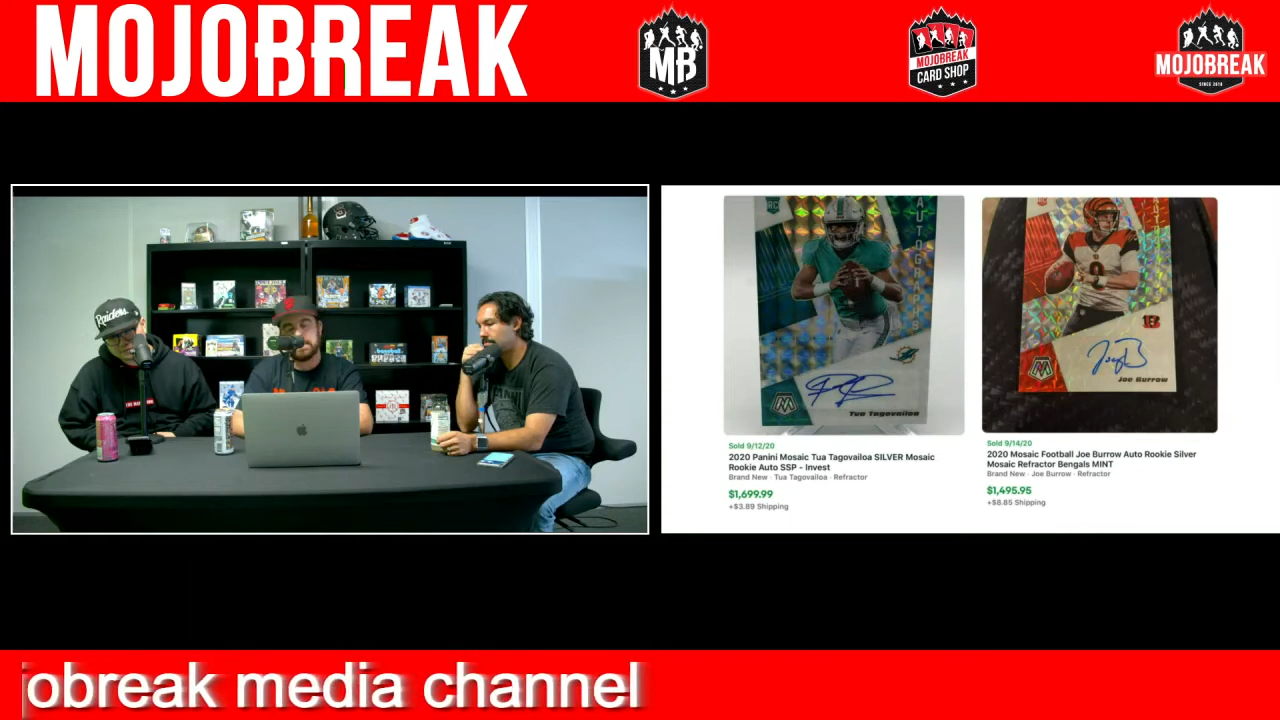 MOJOBREAK
MB
MOJOBREAK
CARD SHOP
MOJOBREAK
SINCE 2010
Raiders
AUTOGRAPHS
RC
Tua Tagovailoa
Joe Burrow
Sold 9/12/20
2020 Panini Mosaic Tua Tagovailoa SILVER Mosaic
Rookie Auto SSP - Invest
Brand New · Tua Tagovailoa · Refractor
$1,699.99
+$3.89 Shipping
Sold 9/14/20
2020 Mosaic Football Joe Burrow Auto Rookie Silver
Mosaic Refractor Bengals MINT
Brand New · Joe Burrow · Refractor
$1,495.95
+$8.85 Shipping
jobreak media channel